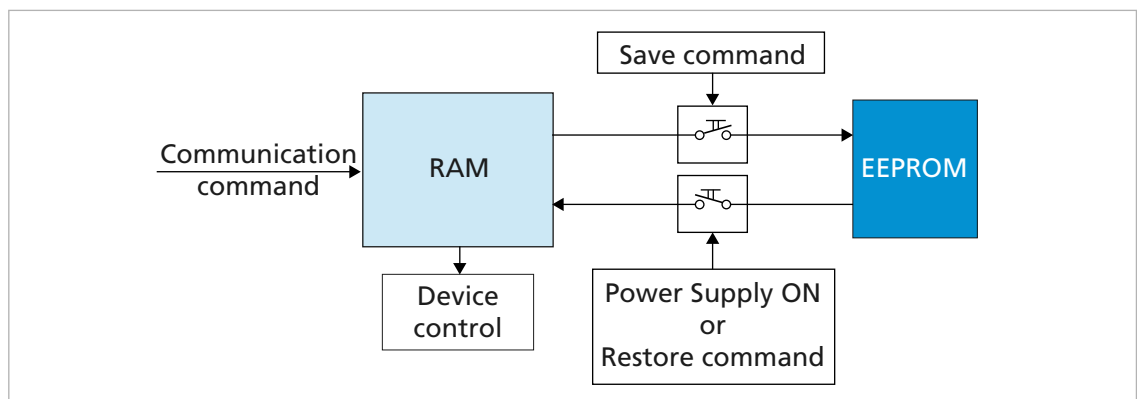 Save command
Communication
command
RAM
EEPROM
Device
control
Power Supply ON
or
Restore command